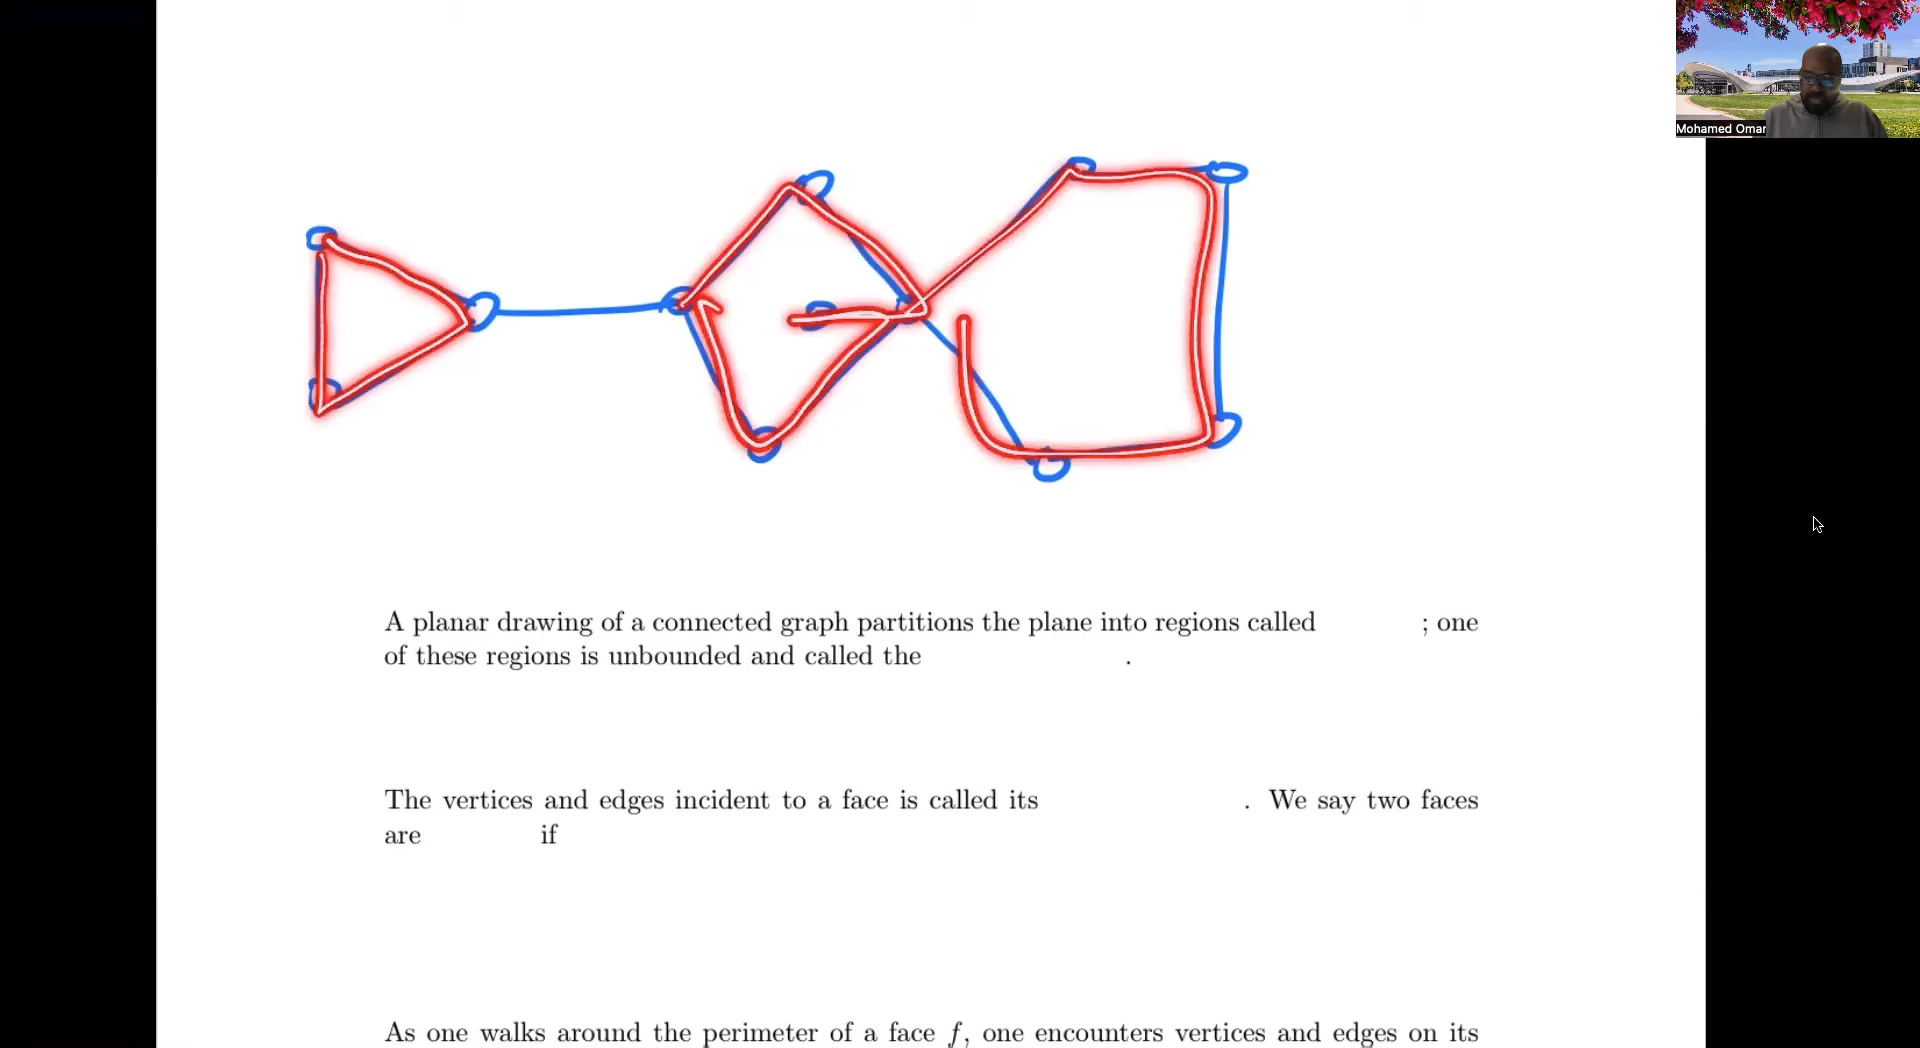 Mohamed Omar
A planar drawing of a connected graph partitions the plane into regions called ; one
of these regions is unbounded and called the .
The vertices and edges incident to a face is called its . We say two faces
are if
As one walks around the perimeter of a face f, one encounters vertices and edges on its